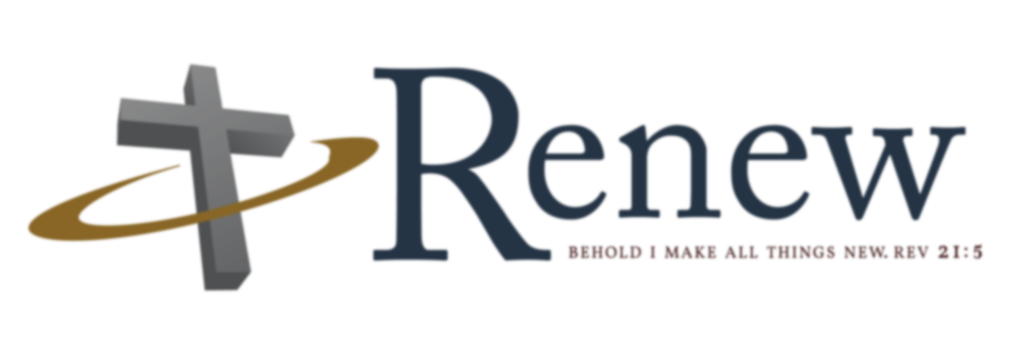 Renew
BEHOLD I MAKE ALL THINGS NEW. REV 21:5